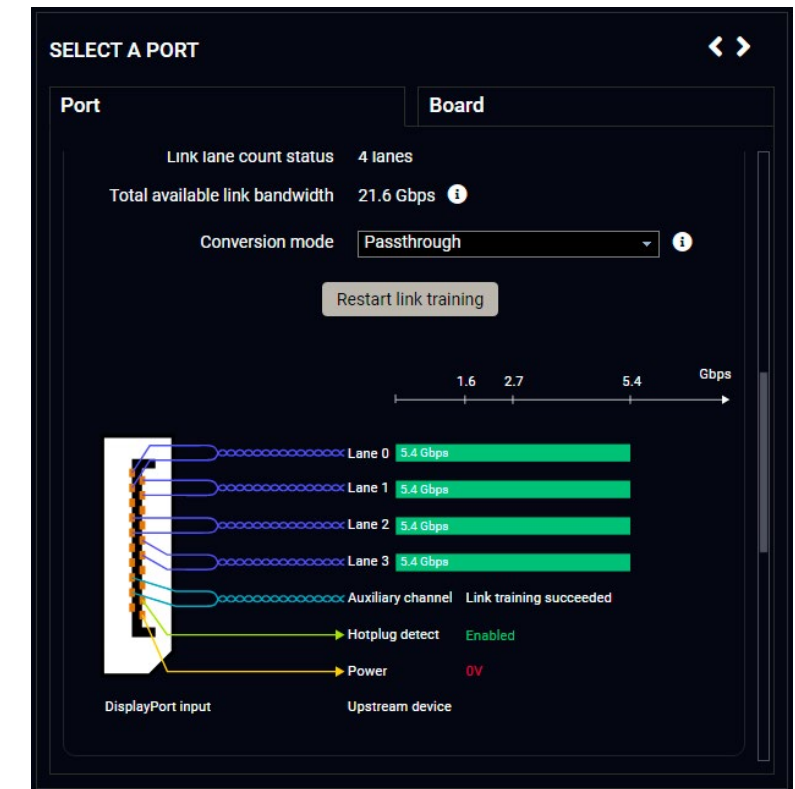 SELECT A PORT
Port
Board
Link lane count status 4 lanes
Total available link bandwidth 21.6 Gbps i
Conversion mode Passthrough i
Restart link training
1.6 2.7 5.4 Gbps
Lane 0 5.4 Gbps
Lane 1 5.4 Gbps
Lane 2 5.4 Gbps
Lane 3 5.4 Gbps
Auxiliary channel Link training succeeded
Hotplug detect Enabled
Power 0V
DisplayPort input Upstream device